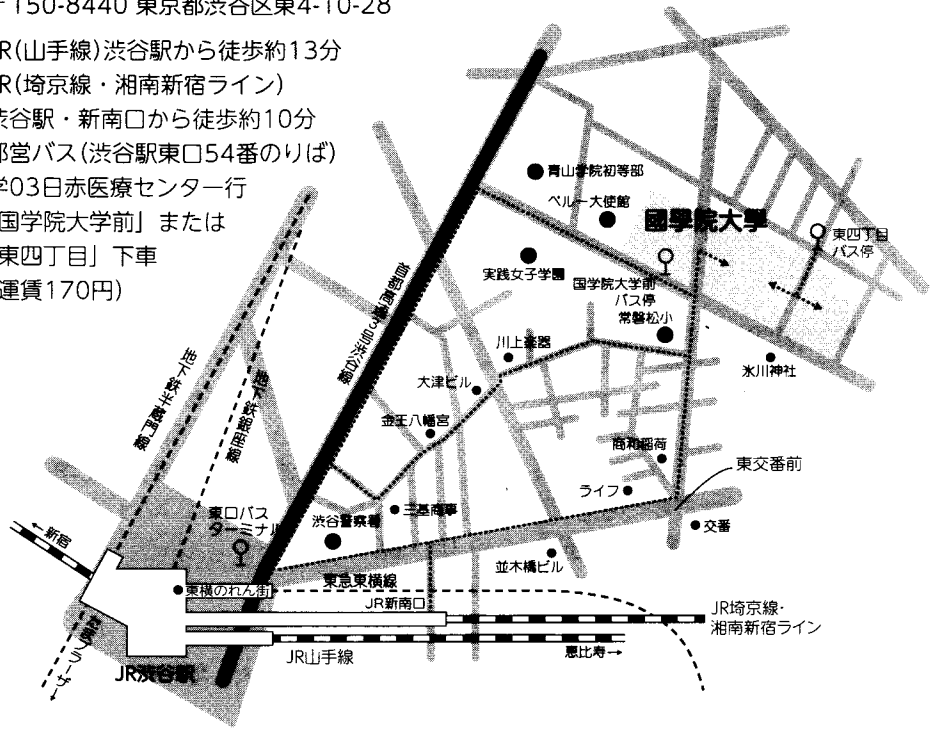 〒150-8440 東京都渋谷区東4-10-28
JR(山手線)渋谷駅から徒歩約13分
JR(埼京線・湘南新宿ライン)
渋谷駅・新南口から徒歩約10分
都営バス(渋谷駅東口54番のりば)
学03日赤医療センター行
「国学院大学前」または
「東四丁目」下車
(運賃170円)
青山学院初等部
ペルー大使館
國學院大學
東四丁目
バス停
実践女子学園
国学院大学前
バス停
常磐松小
首都高速3号渋谷線
川上楽器
氷川神社
大津ビル
地下鉄半蔵門線
地下鉄銀座線
金王八幡宮
商和稲荷
東交番前
ライフ
三基商事
交番
東口バス
ターミナル
渋谷警察署
並木橋ビル
←新宿
東急東横線
東横のれん街
JR新南口
JR埼京線・
湘南新宿ライン
JR山手線
恵比寿→
JR渋谷駅